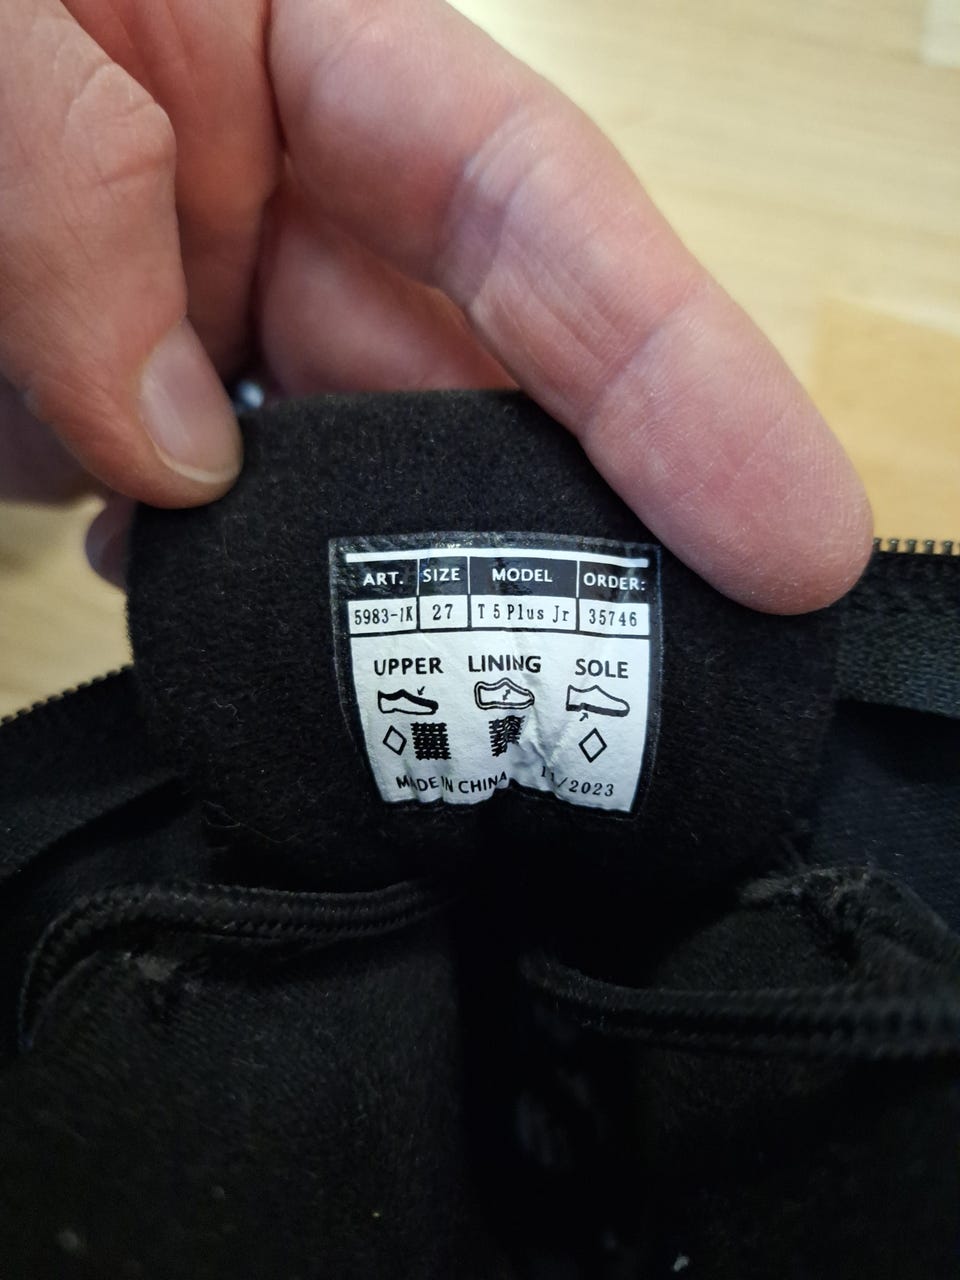 ART. SIZE MODEL ORDER:
5983-1K 27 T 5 Plus Jr 35746
UPPER LINING SOLE
MADE IN CHINA 11/2023